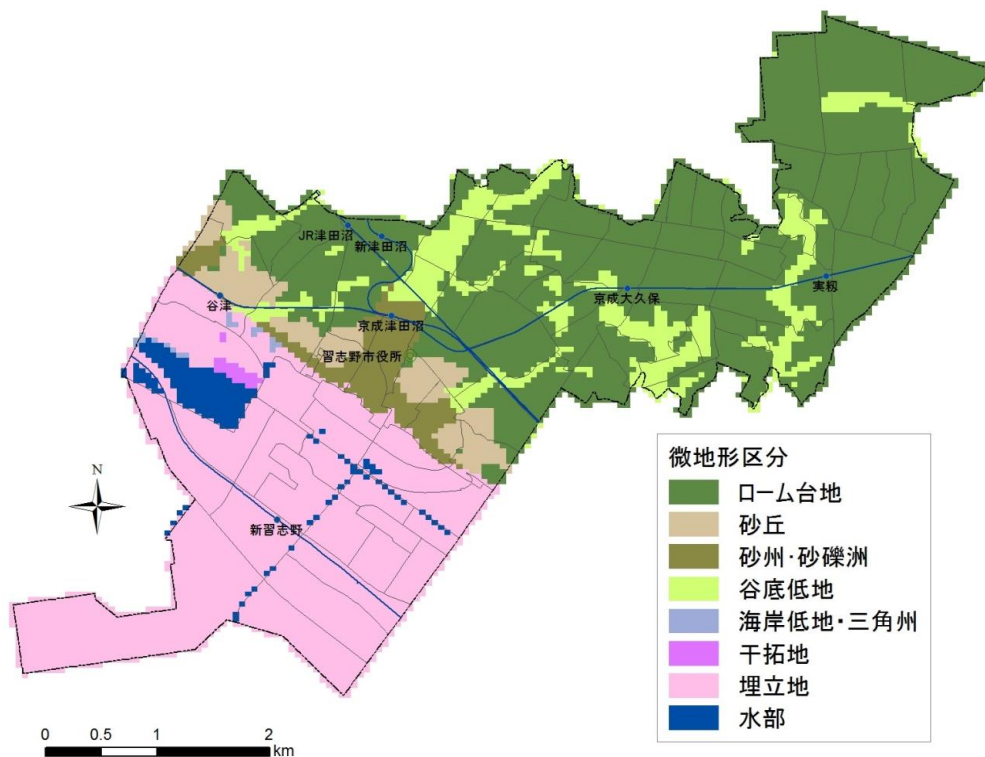 JR津田沼
新津田沼
谷津
京成津田沼
京成大久保
実籾
習志野市役所
N
新習志野
微地形区分
ローム台地
砂丘
砂州・砂礫洲
谷底低地
海岸低地・三角州
干拓地
埋立地
水部
0 0.5 1 2
km